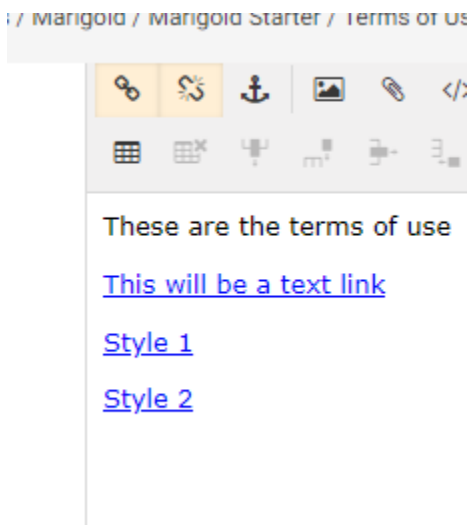 / Marigold / Marigold Starter / Terms of Us
These are the terms of use
This will be a text link
Style 1
Style 2